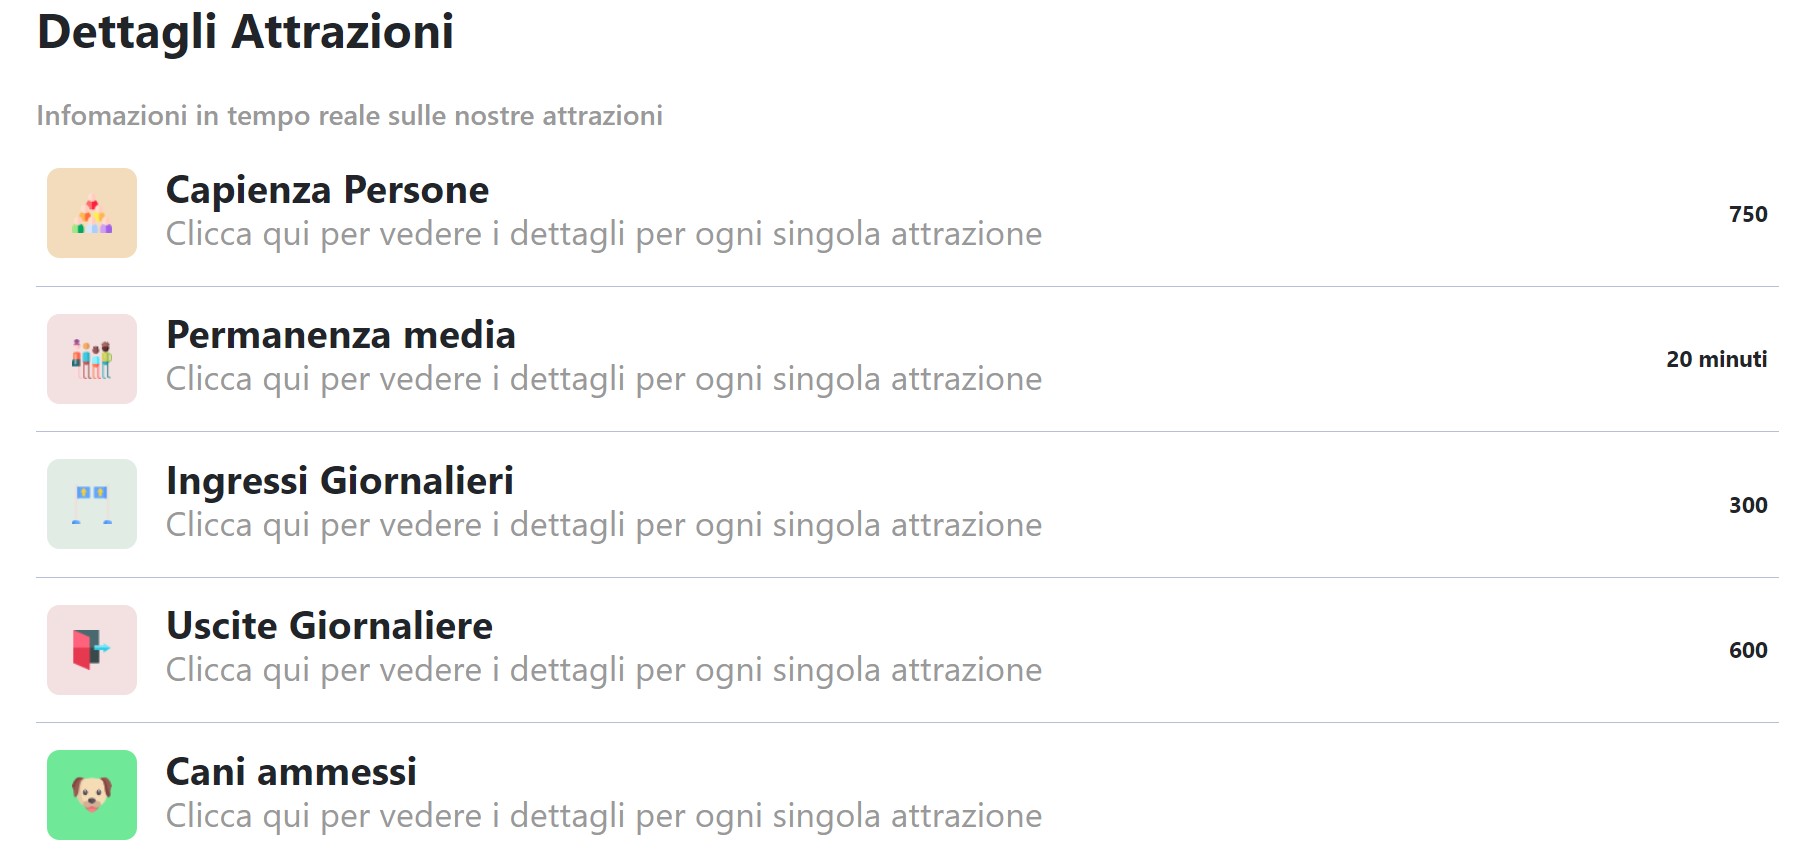 Dettagli Attrazioni
Infomazioni in tempo reale sulle nostre attrazioni
Capienza Persone
Clicca qui per vedere i dettagli per ogni singola attrazione
750
Permanenza media
Clicca qui per vedere i dettagli per ogni singola attrazione
20 minuti
Ingressi Giornalieri
Clicca qui per vedere i dettagli per ogni singola attrazione
300
Uscite Giornaliere
Clicca qui per vedere i dettagli per ogni singola attrazione
600
Cani ammessi
Clicca qui per vedere i dettagli per ogni singola attrazione